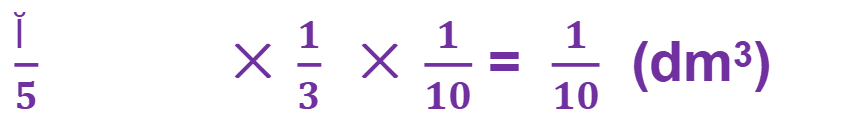 Ĭ/5 × 1/3 × 1/10 = 1/10 (dm³)